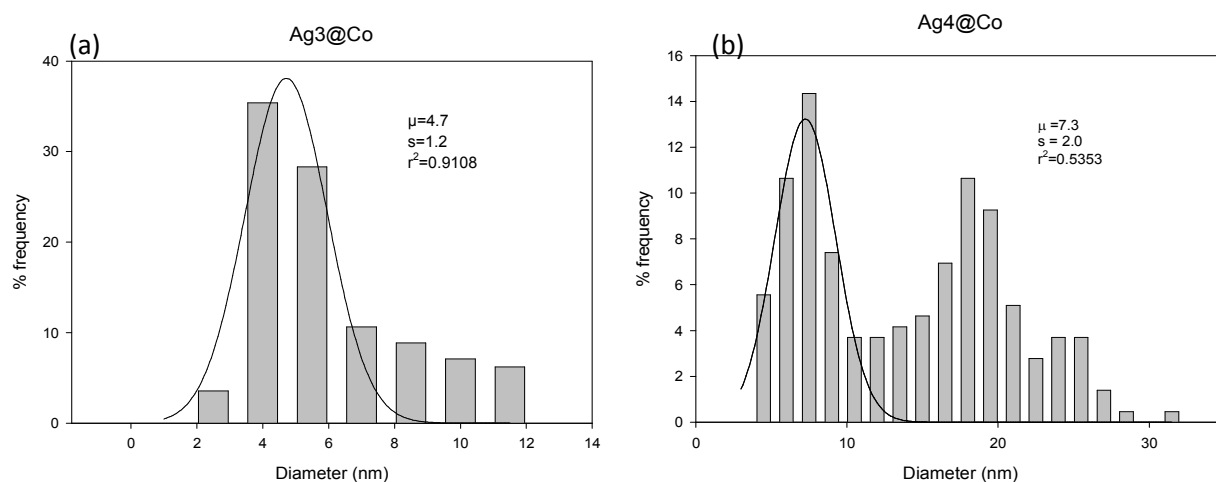 (a)
Ag3@Co
40
30
20
10
0
% frequency
μ=4.7
s=1.2
r²=0.9108
0 2 4 6 8 10 12 14
Diameter (nm)
(b)
Ag4@Co
16
14
12
10
8
6
4
2
0
% frequency
μ =7.3
s = 2.0
r²=0.5353
0 10 20 30
Diameter (nm)